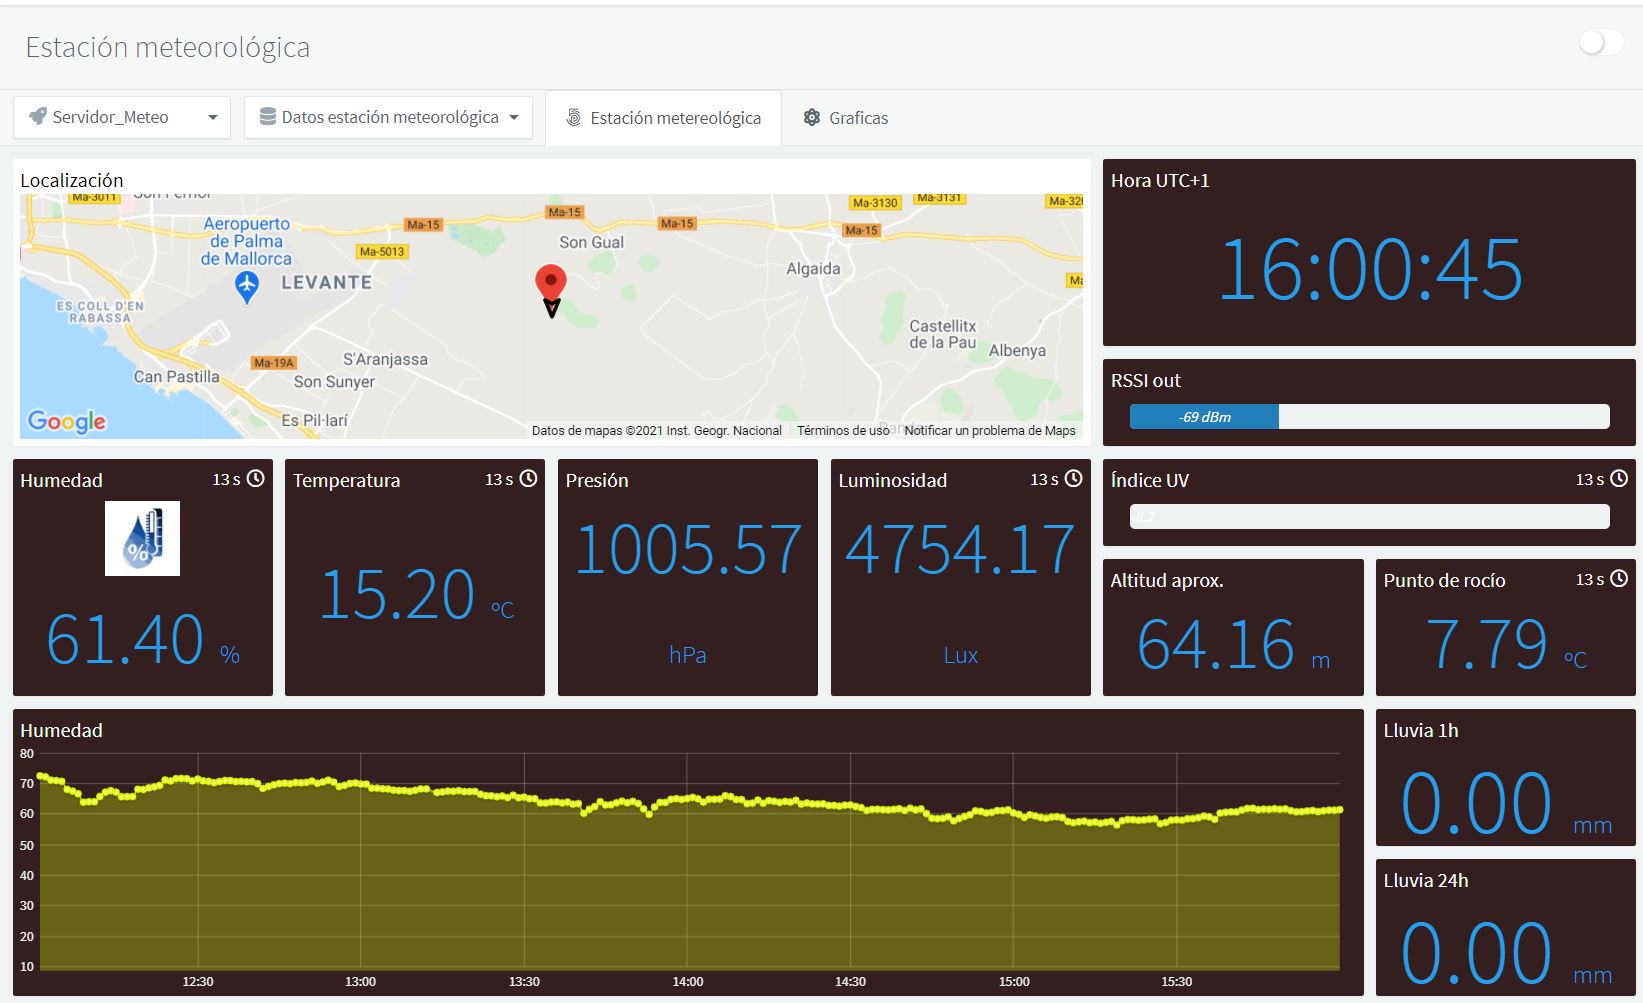 Estación meteorológica
Servidor_Meteo
Datos estación meteorológica
Estación metereológica
Graficas
Localización
Ma-3011
Ma-15
Ma-15
Ma-15
Ma-3130
Ma-3131
Ma-15
Ma-5013
Aeropuerto
de Palma
de Mallorca
LEVANTE
Son Gual
Algaida
ES COLL D'EN
RABASSA
Castellitx
de la Pau
Albenya
Ma-19A
S'Aranjassa
Can Pastilla
Son Sunyer
Es Pil·larí
Google
Datos de mapas ©2021 Inst. Geogr. Nacional
Términos de uso
Notificar un problema de Maps
Hora UTC+1
16:00:45
RSSI out
-69 dBm
Humedad
13 s
61.40 %
%
Temperatura
13 s
15.20 ºC
Presión
1005.57
hPa
Luminosidad
13 s
4754.17
Lux
Índice UV
13 s
8.2
Altitud aprox.
64.16 m
Punto de rocío
13 s
7.79 ºC
Humedad
80
70
60
50
40
30
20
10
12:30
13:00
13:30
14:00
14:30
15:00
15:30
Lluvia 1h
0.00 mm
Lluvia 24h
0.00 mm